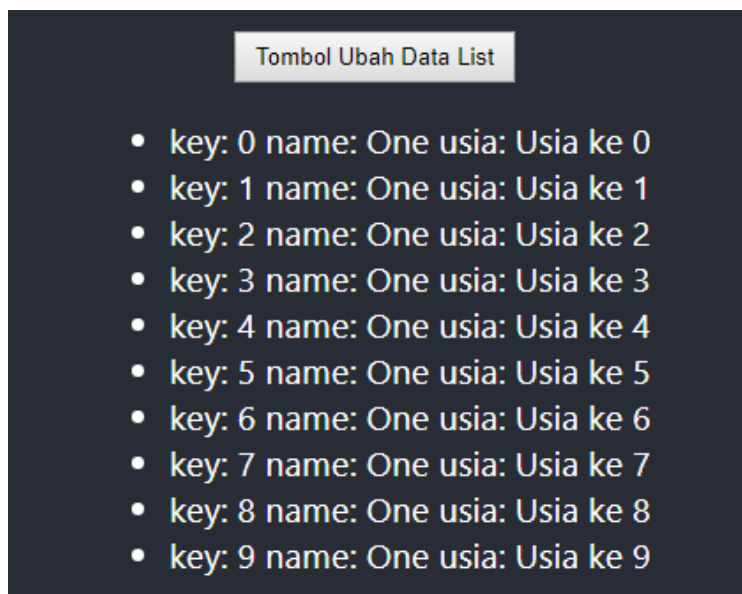 Tombol Ubah Data List
• key: 0 name: One usia: Usia ke 0
• key: 1 name: One usia: Usia ke 1
• key: 2 name: One usia: Usia ke 2
• key: 3 name: One usia: Usia ke 3
• key: 4 name: One usia: Usia ke 4
• key: 5 name: One usia: Usia ke 5
• key: 6 name: One usia: Usia ke 6
• key: 7 name: One usia: Usia ke 7
• key: 8 name: One usia: Usia ke 8
• key: 9 name: One usia: Usia ke 9